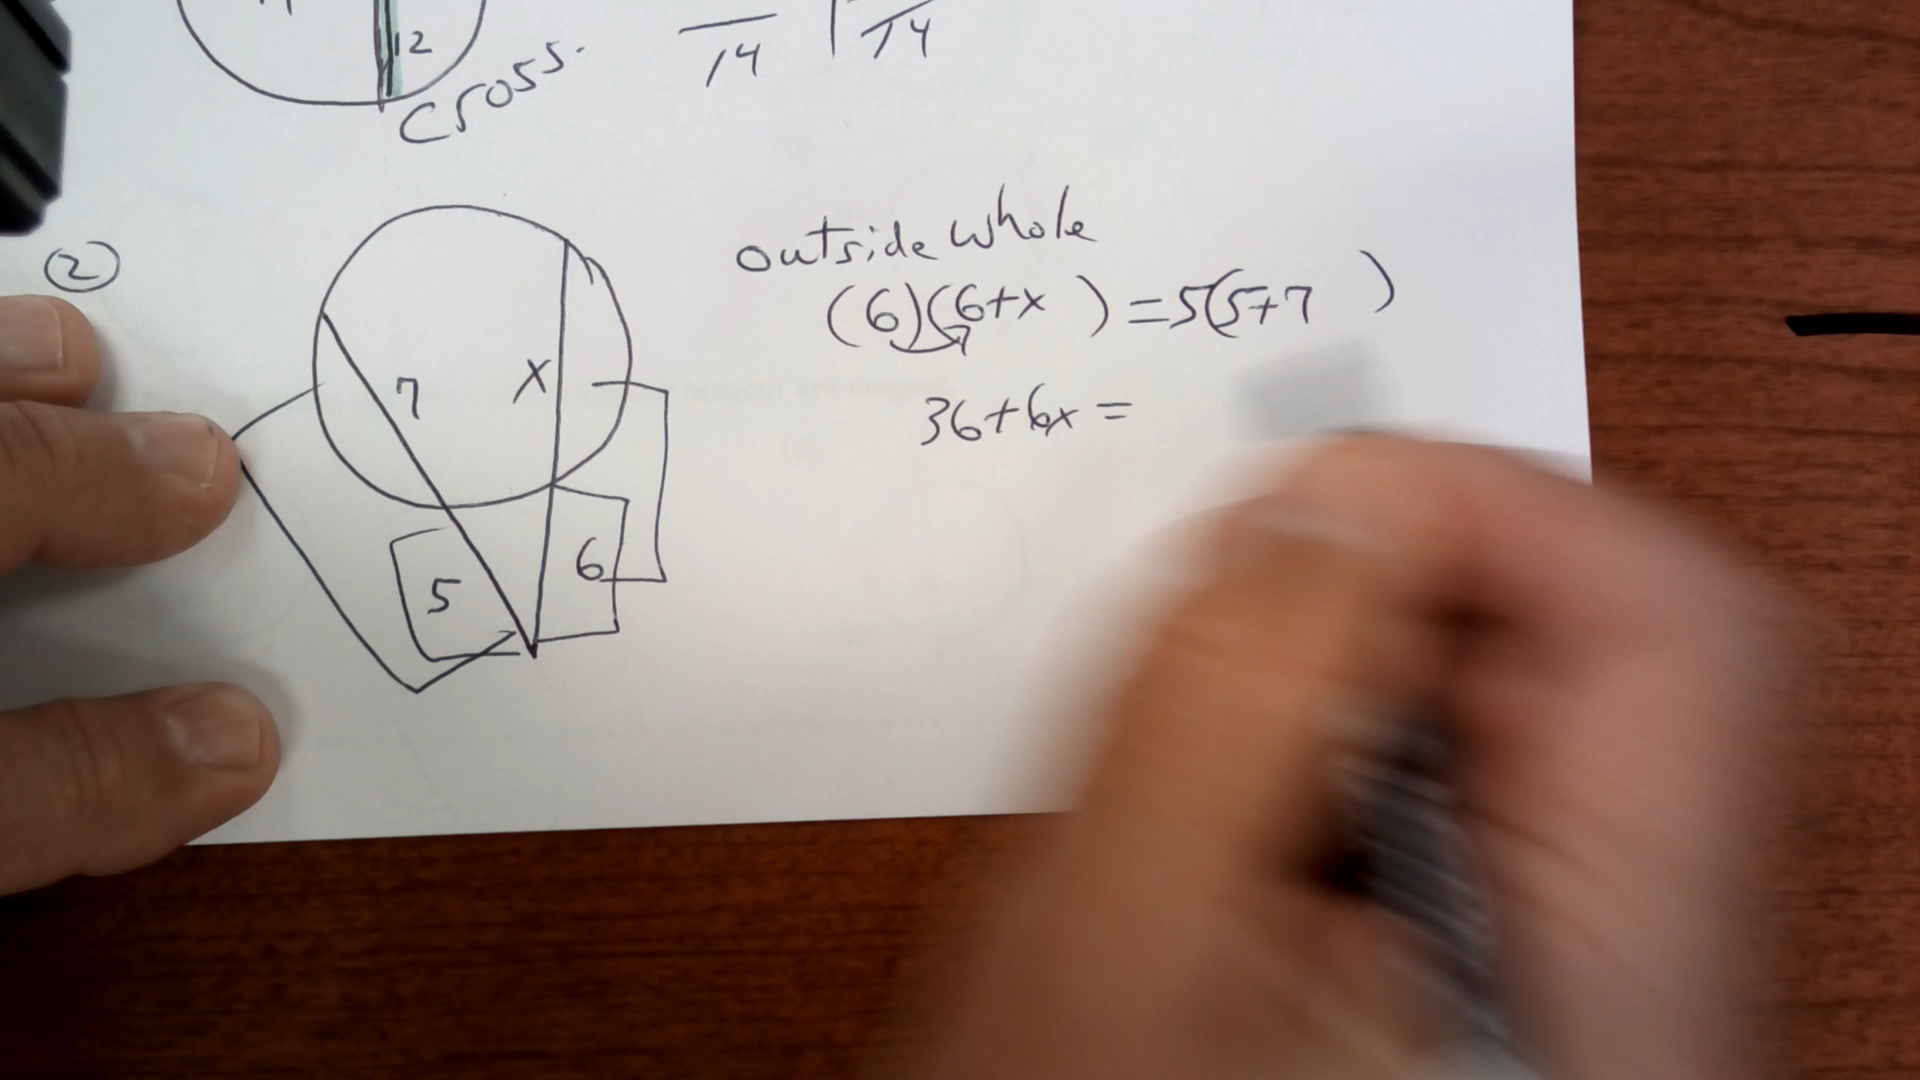 12
Cross.
14
14
2
outside whole
(6)(6+x) = 5(5+7)
36+6x =
7
X
5
6